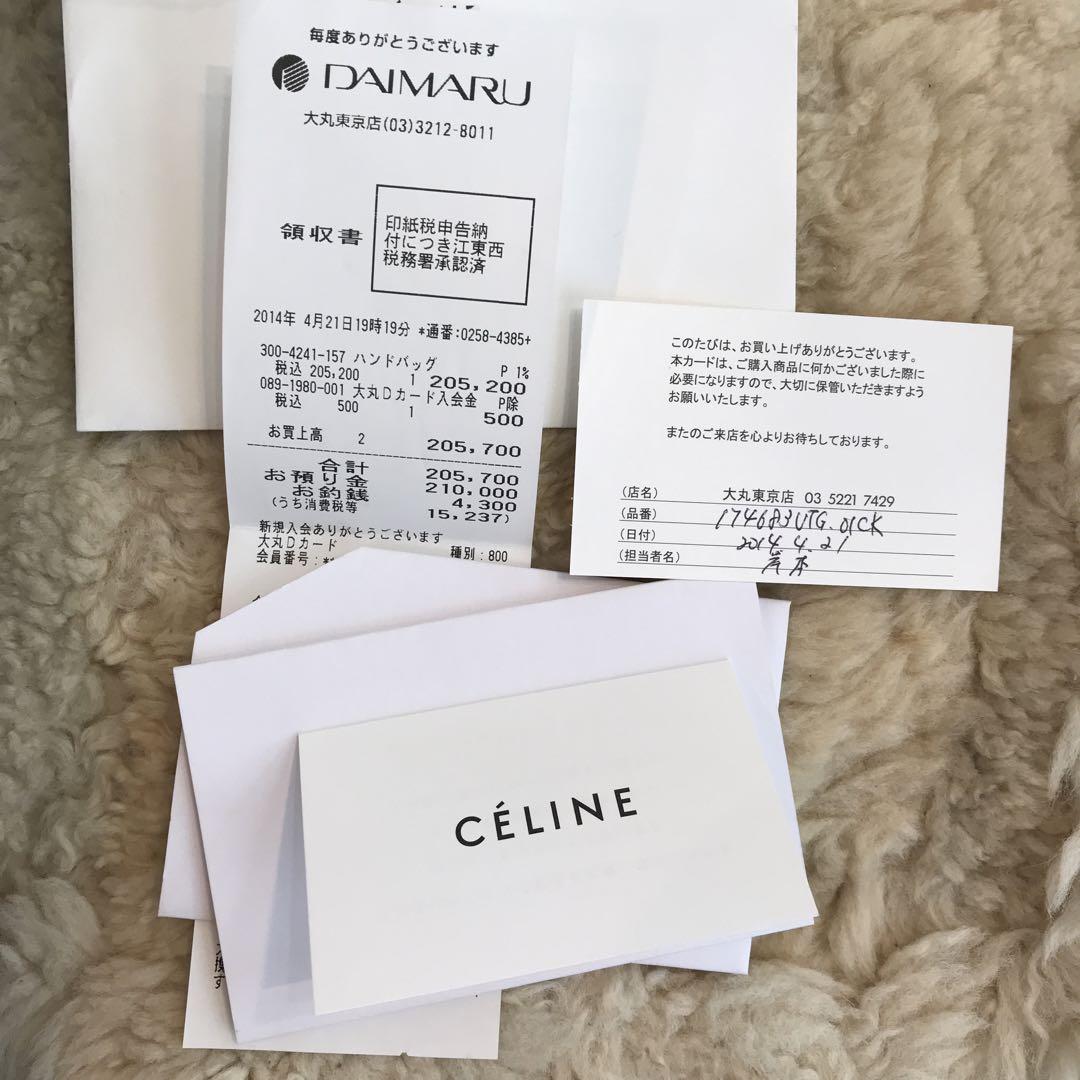 毎度ありがとうございます
DAIMARU
大丸東京店(03)3212-8011
領収書
印紙税申告納
付につき江東西
税務署承認済
2014年 4月21日19時19分 *通番:0258-4385+
300-4241-157 ハンドバッグ P 1%
税込 205,200 1 205,200
089-1980-001 大丸Dカード入会金 P除
税込 500 1 500
お買上高 2 205,700
合計 205,700
お預り金 210,000
お釣銭 4,300
(うち消費税等 15,237)
新規入会ありがとうございます
大丸Dカード 種別:800
会員番号:*
このたびは、お買い上げありがとうございます。
本カードは、ご購入商品に何かございました際に
必要になりますので、大切に保管いただきますよう
お願いいたします。
またのご来店を心よりお待ちしております。
(店名) 大丸東京店 03 5221 7429
(品番) 174683UTG.01CK
(日付) 2014 4.21
(担当者名) 岸本
CÉLINE
換
す